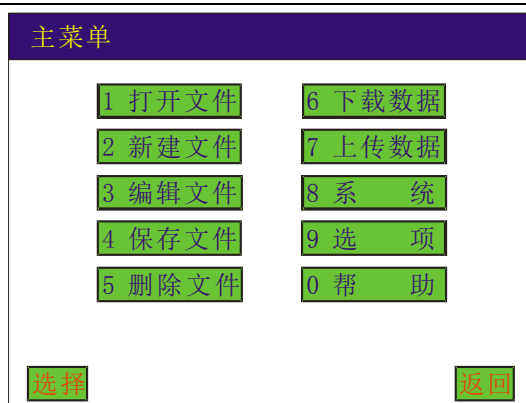 主菜单
1 打开文件
6 下载数据
2 新建文件
7 上传数据
3 编辑文件
8 系 统
4 保存文件
9 选 项
5 删除文件
0 帮 助
选择
返回